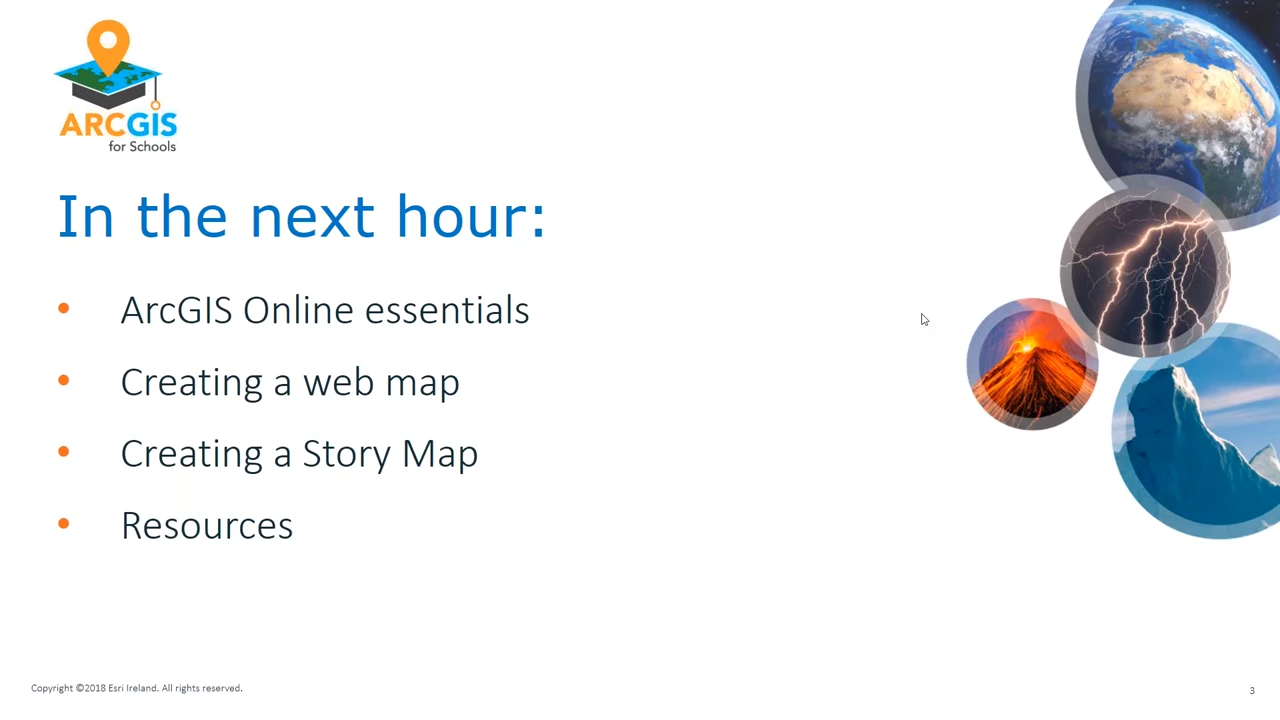 ARCGIS
for Schools
In the next hour:
• ArcGIS Online essentials
• Creating a web map
• Creating a Story Map
• Resources
Copyright ©2018 Esri Ireland. All rights reserved.
3